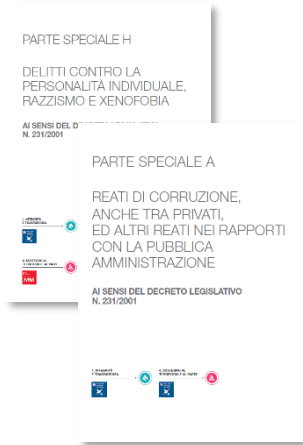 PARTE SPECIALE H
DELITTI CONTRO LA
PERSONALITÀ INDIVIDUALE,
RAZZISMO E XENOFOBIA
AI SENSI DEL
N. 231/2001
PARTE SPECIALE A
REATI DI CORRUZIONE,
ANCHE TRA PRIVATI,
ED ALTRI REATI NEI RAPPORTI
CON LA PUBBLICA
AMMINISTRAZIONE
AI SENSI DEL DECRETO LEGISLATIVO
N. 231/2001
E TRASPARENZA